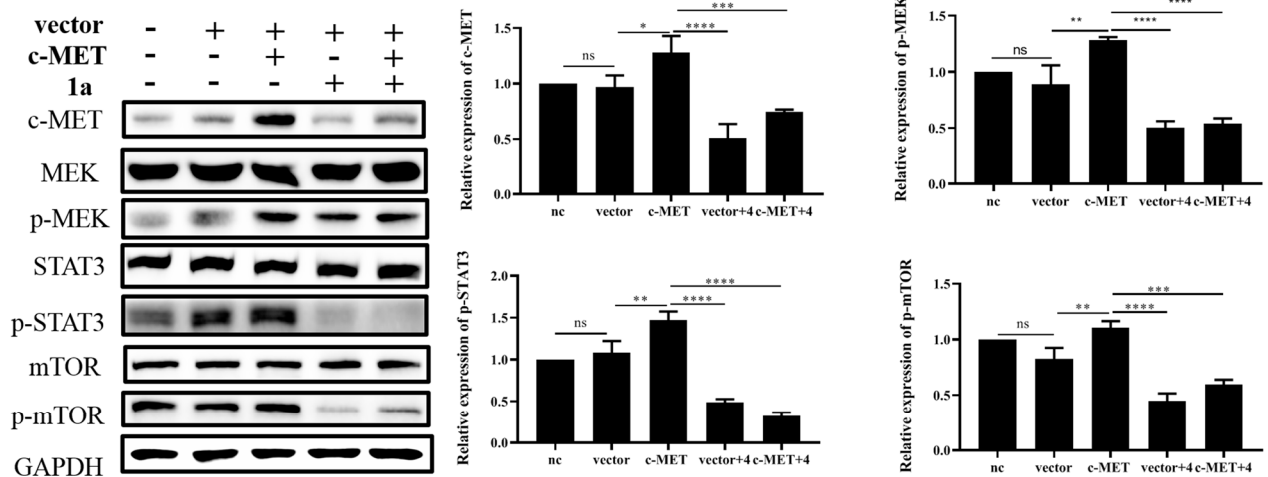 vector - + + + +
c-MET - - + - +
1a - - - + +
c-MET
MEK
p-MEK
STAT3
p-STAT3
mTOR
p-mTOR
GAPDH
Relative expression of c-MET
1.5
1.0
0.5
0.0
ns
*
****
***
nc vector c-MET vector+4 c-MET+4
Relative expression of p-MEK
1.5
1.0
0.5
0.0
ns
**
****
****
nc vector c-MET vector+4 c-MET+4
Relative expression of p-STAT3
2.0
1.5
1.0
0.5
0.0
ns
**
****
****
nc vector c-MET vector+4 c-MET+4
Relative expression of p-mTOR
1.5
1.0
0.5
0.0
ns
**
****
***
nc vector c-MET vector+4 c-MET+4